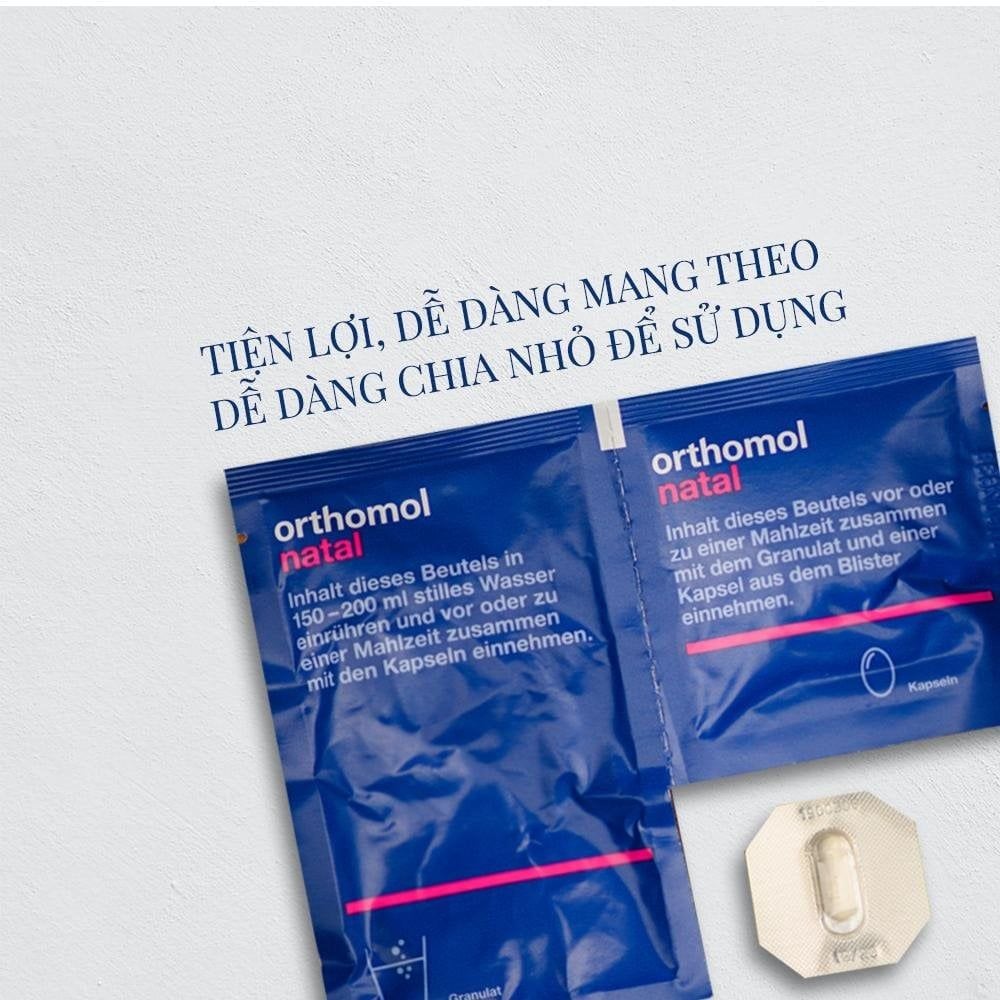 TIỆN LỢI, DỄ DÀNG MANG THEO
DỄ DÀNG CHIA NHỎ ĐỂ SỬ DỤNG
orthomol
natal
Inhalt dieses Beutels in
150–200 ml stilles Wasser
einrühren und vor oder zu
einer Mahlzeit zusammen
mit den Kapseln einnehmen.
Granulat
orthomol
natal
Inhalt dieses Beutels vor oder
zu einer Mahlzeit zusammen
mit dem Granulat und einer
Kapsel aus dem Blister
einnehmen.
Kapseln